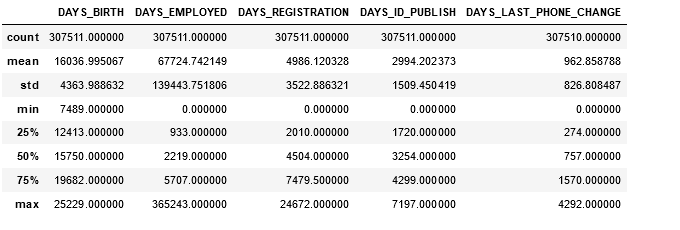 DAYS_BIRTH DAYS_EMPLOYED DAYS_REGISTRATION DAYS_ID_PUBLISH DAYS_LAST_PHONE_CHANGE
count 307511.000000 307511.000000 307511.000000 307511.000000 307510.000000
mean 16036.995067 67724.742149 4986.120328 2994.202373 962.858788
std 4363.988632 139443.751806 3522.886321 1509.450419 826.808487
min 7489.000000 0.000000 0.000000 0.000000 0.000000
25% 12413.000000 933.000000 2010.000000 1720.000000 274.000000
50% 15750.000000 2219.000000 4504.000000 3254.000000 757.000000
75% 19682.000000 5707.000000 7479.500000 4299.000000 1570.000000
max 25229.000000 365243.000000 24672.000000 7197.000000 4292.000000